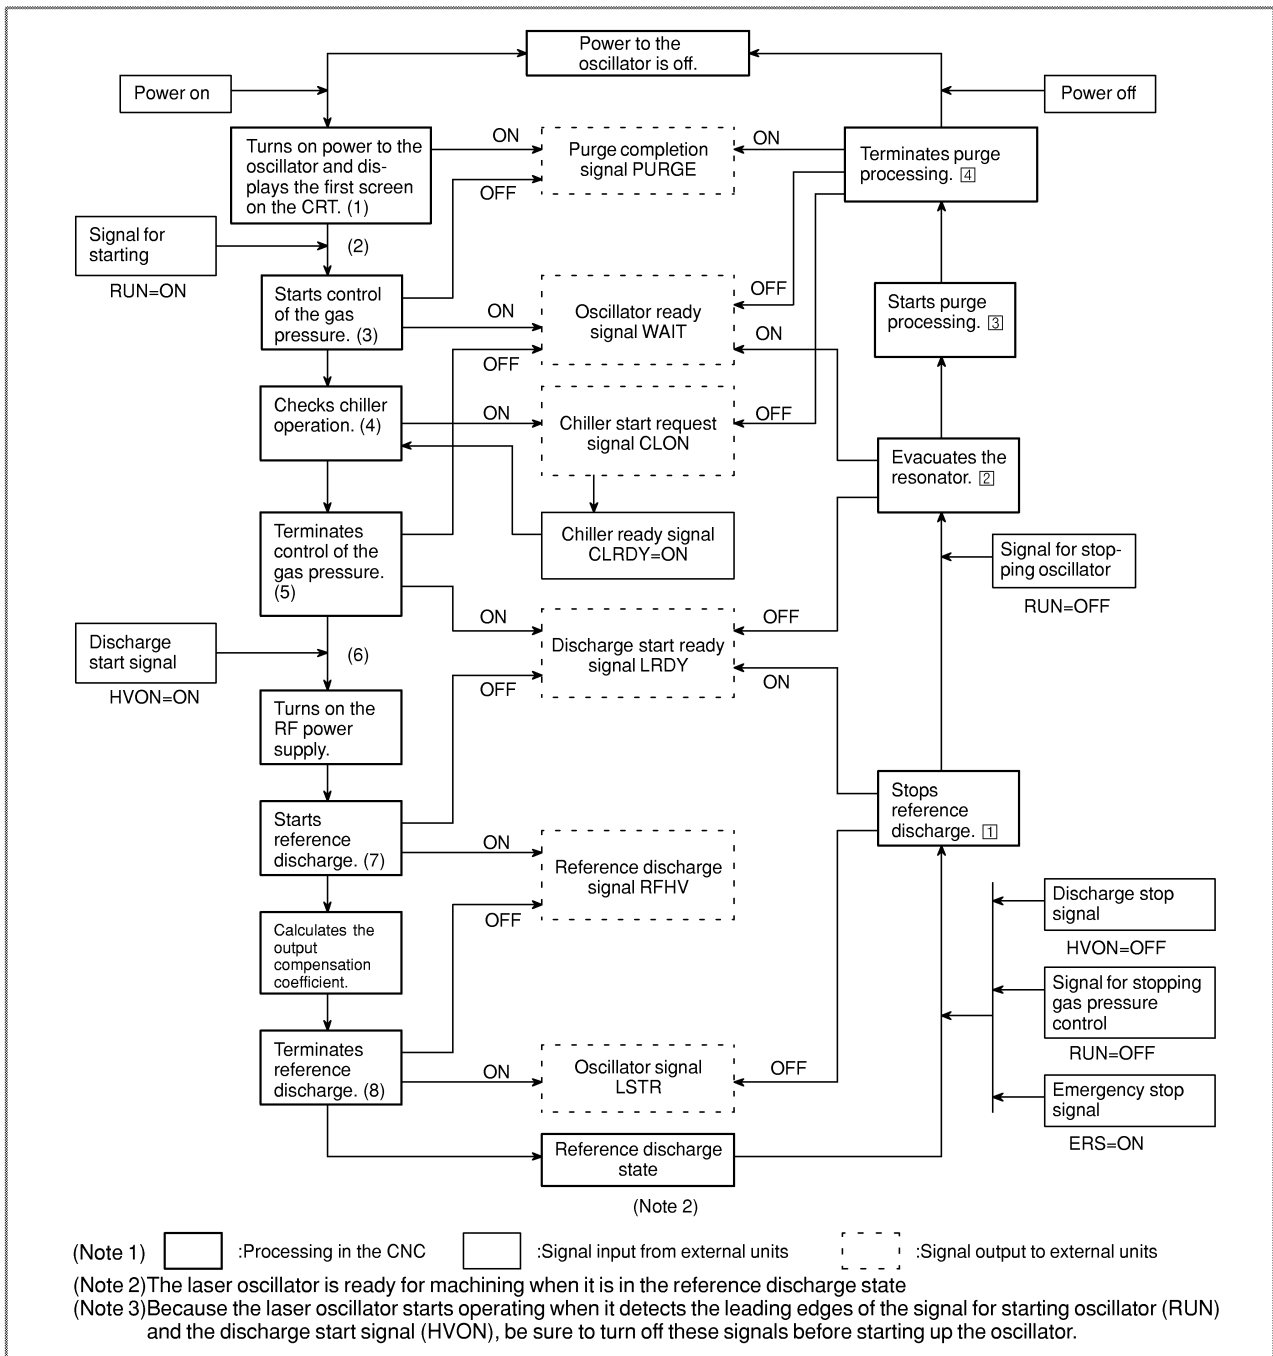 Power to the
oscillator is off.
Power on
Power off
Turns on power to the
oscillator and dis-
plays the first screen
on the CRT. (1)
ON
OFF
Purge completion
signal PURGE
ON
Terminates purge
processing. 4
Signal for
starting
RUN=ON
(2)
Starts control
of the gas
pressure. (3)
ON
OFF
Oscillator ready
signal WAIT
OFF
ON
Starts purge
processing. 3
Checks chiller
operation. (4)
ON
Chiller start request
signal CLON
OFF
Evacuates the
resonator. 2
Terminates
control of the
gas pressure.
(5)
Chiller ready signal
CLRDY=ON
Signal for stop-
ping oscillator
RUN=OFF
Discharge
start signal
HVON=ON
(6)
ON
OFF
Discharge start ready
signal LRDY
OFF
ON
Turns on the
RF power
supply.
Stops
reference
discharge. 1
Starts
reference
discharge. (7)
ON
OFF
Reference discharge
signal RFHV
Discharge stop
signal
HVON=OFF
Calculates the
output
compensation
coefficient.
Signal for stopping
gas pressure
control
RUN=OFF
Terminates
reference
discharge. (8)
ON
Oscillator signal
LSTR
OFF
Emergency stop
signal
ERS=ON
Reference discharge
state
(Note 2)
(Note 1) :Processing in the CNC :Signal input from external units :Signal output to external units
(Note 2)The laser oscillator is ready for machining when it is in the reference discharge state
(Note 3)Because the laser oscillator starts operating when it detects the leading edges of the signal for starting oscillator (RUN)
and the discharge start signal (HVON), be sure to turn off these signals before starting up the oscillator.